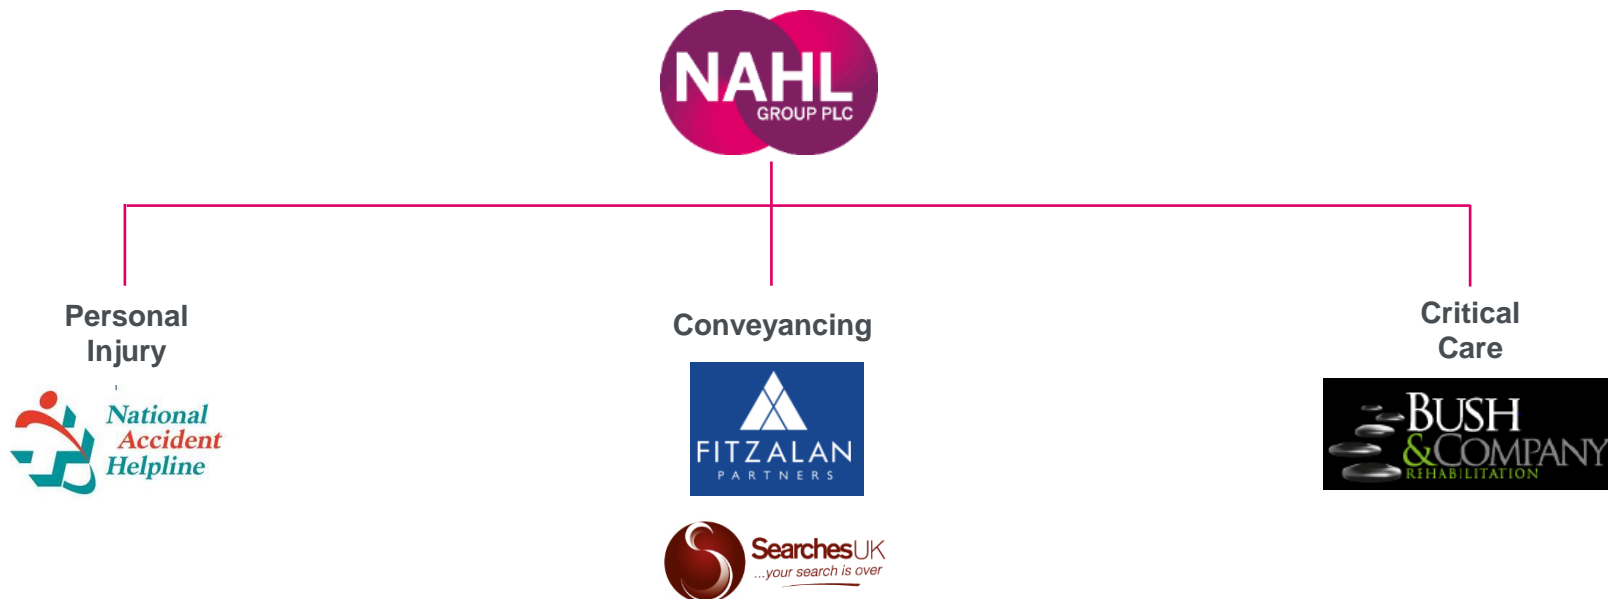 NAHL
GROUP PLC
Personal
Injury
National
Accident
Helpline
Conveyancing
FITZALAN
PARTNERS
SearchesUK
...your search is over
Critical
Care
BUSH
&COMPANY
REHABILITATION